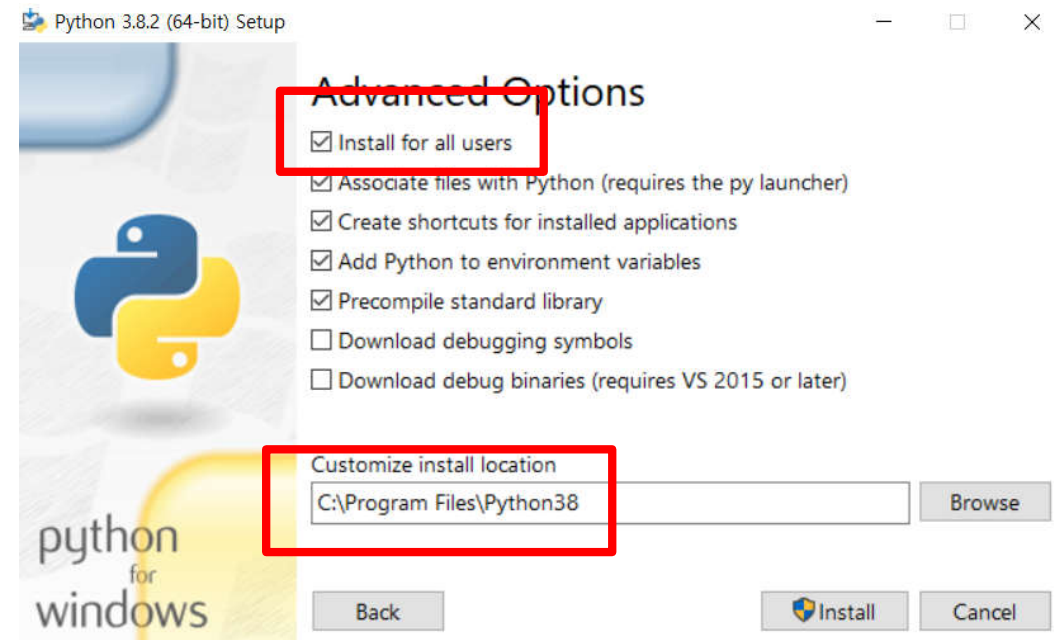 Python 3.8.2 (64-bit) Setup
Advanced Options
Install for all users
Associate files with Python (requires the py launcher)
Create shortcuts for installed applications
Add Python to environment variables
Precompile standard library
Download debugging symbols
Download debug binaries (requires VS 2015 or later)
Customize install location
C:\Program Files\Python38
Browse
python
for
windows
Back
Install
Cancel